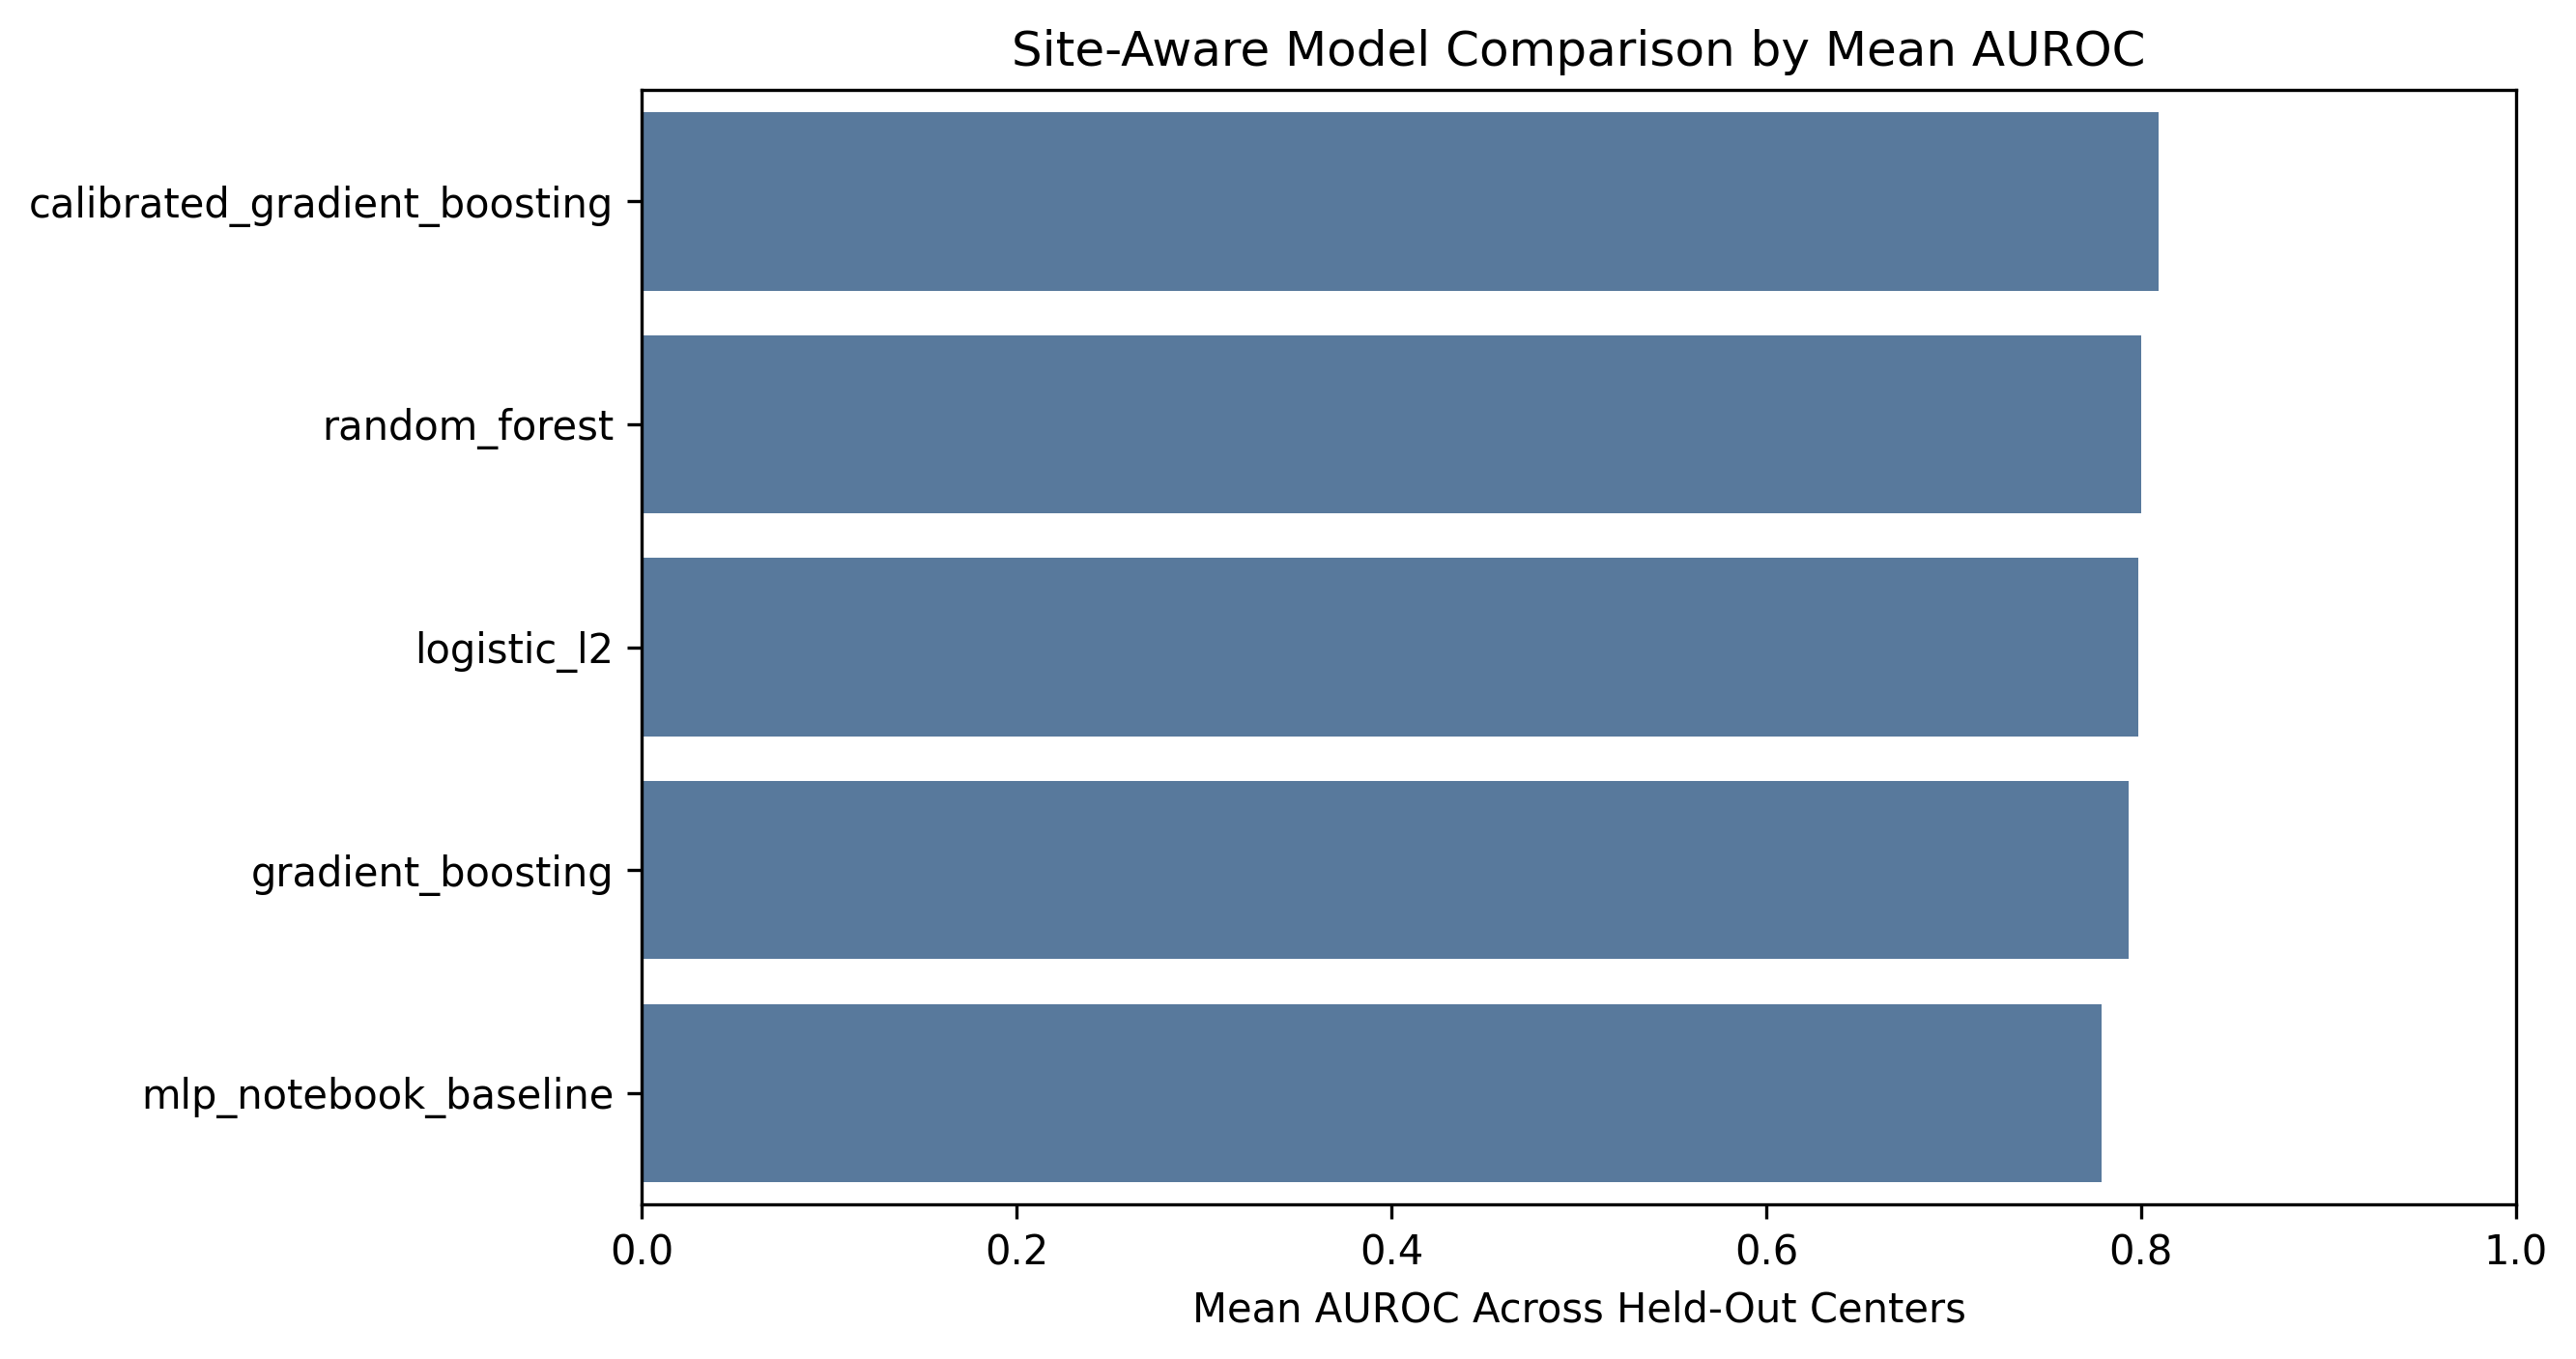 Site-Aware Model Comparison by Mean AUROC
calibrated_gradient_boosting
random_forest
logistic_l2
gradient_boosting
mlp_notebook_baseline
0.0 0.2 0.4 0.6 0.8 1.0
Mean AUROC Across Held-Out Centers